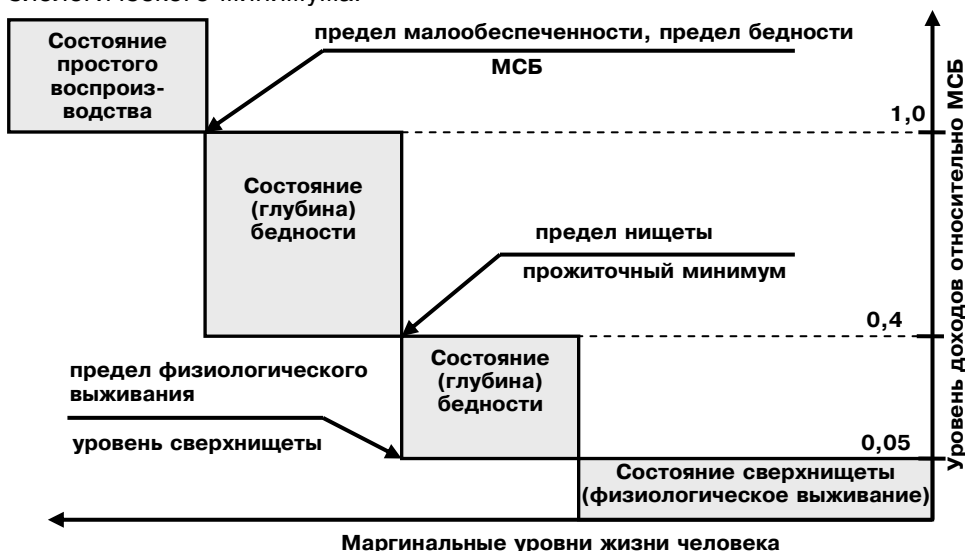 Состояние
простого
воспроиз-
водства
предел малообеспеченности, предел бедности
МСБ
1,0
Состояние
(глубина)
бедности
предел нищеты
прожиточный минимум
0,4
Состояние
(глубина)
бедности
предел физиологического
выживания
уровень сверхнищеты
0,05
Состояние сверхнищеты
(физиологическое выживание)
Уровень доходов относительно МСБ
Маргинальные уровни жизни человека